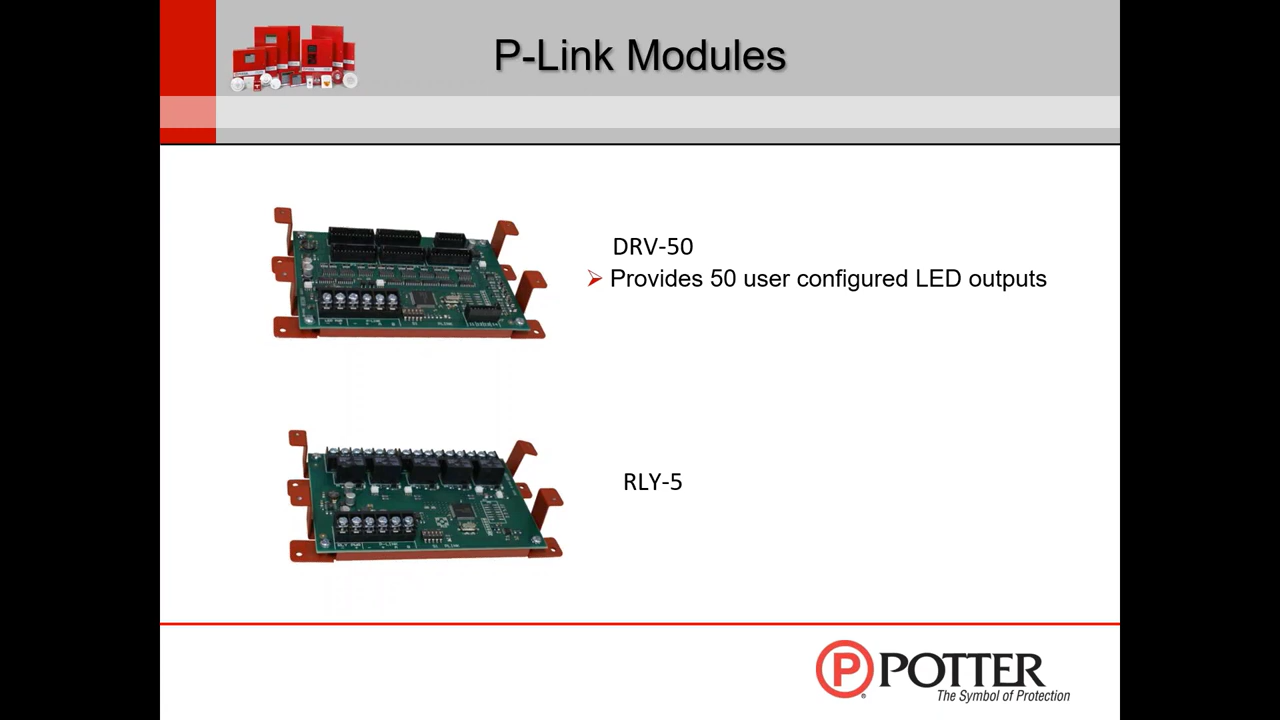 P-Link Modules
DRV-50
Provides 50 user configured LED outputs
RLY-5
P POTTER
The Symbol of Protection